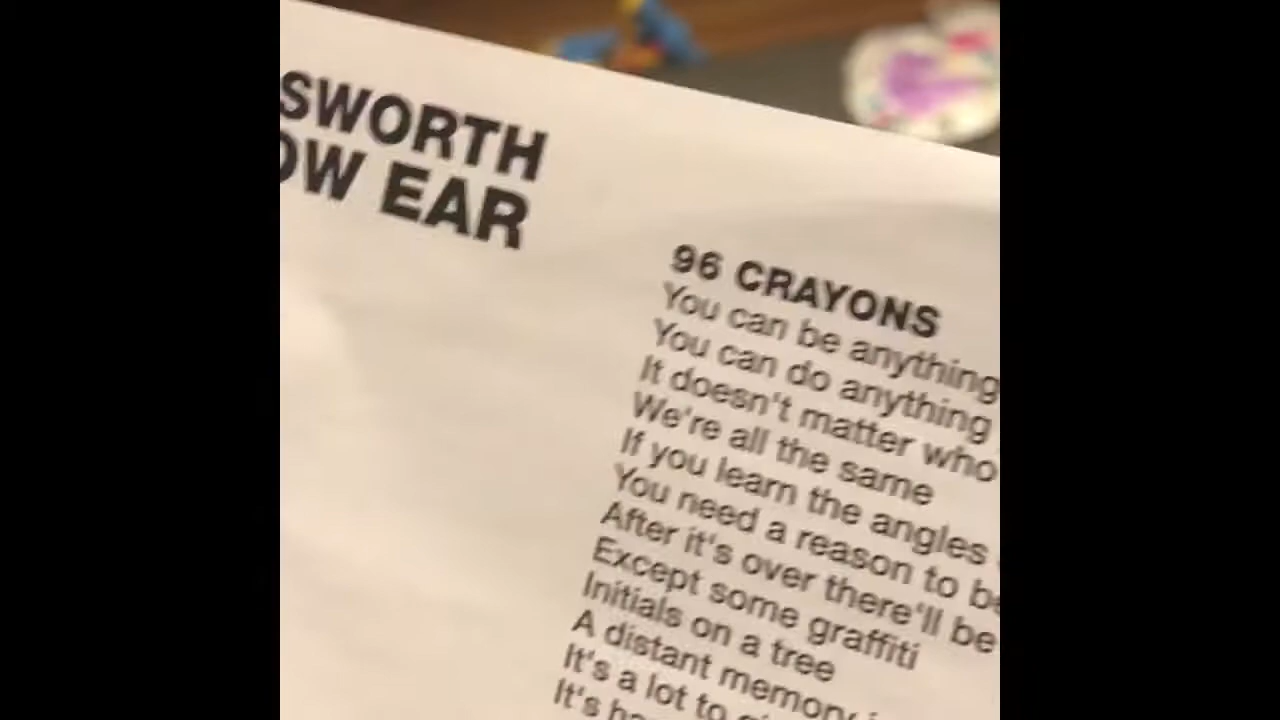 SWORTH
OW EAR
96 CRAYONS
You can be anything
You can do anything
It doesn't matter who
We're all the same
If you learn the angles
You need a reason to be
After it's over there'll be
Except some graffiti
Initials on a tree
A distant memory
It's a lot to
It's